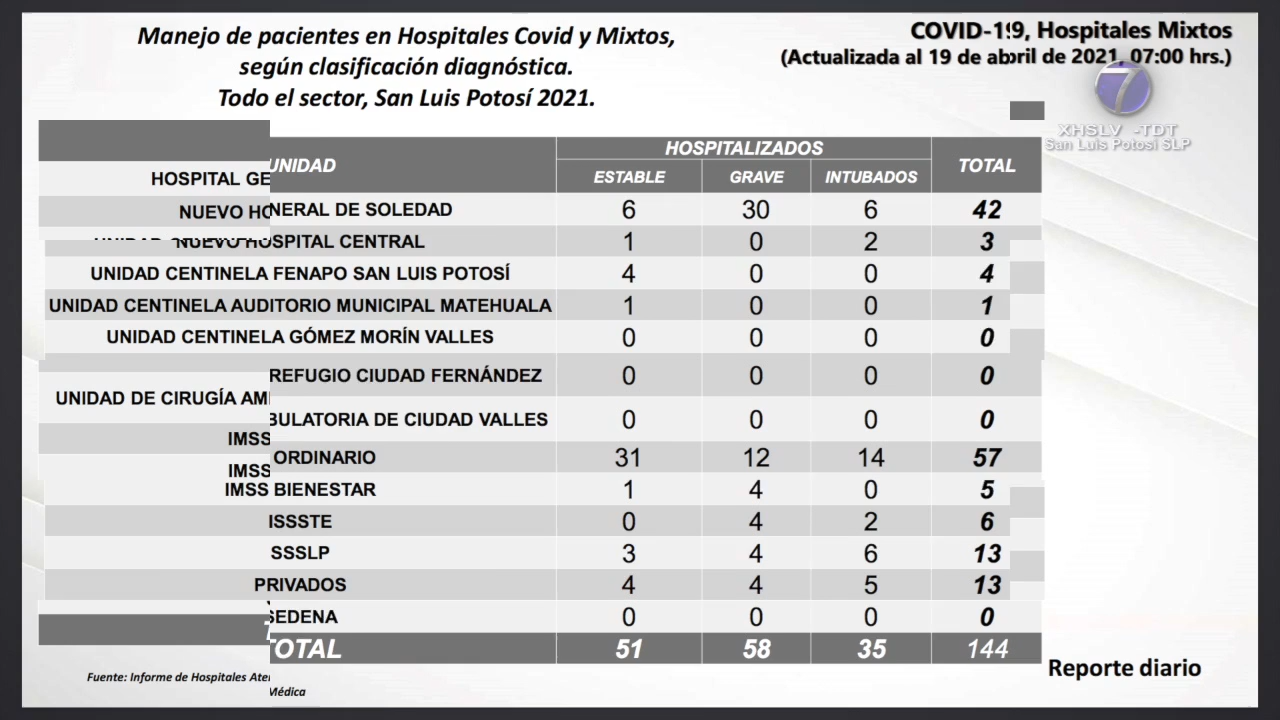 Manejo de pacientes en Hospitales Covid y Mixtos,
según clasificación diagnóstica.
Todo el sector, San Luis Potosí 2021.
COVID-19, Hospitales Mixtos
(Actualizada al 19 de abril de 2021, 07:00 hrs.)
7
XHSLV -TDT
San Luis Potosí SLP
UNIDAD HOSPITALIZADOS TOTAL
ESTABLE GRAVE INTUBADOS
HOSPITAL GENERAL DE SOLEDAD 6 30 6 42
NUEVO HOSPITAL CENTRAL 1 0 2 3
UNIDAD CENTINELA FENAPO SAN LUIS POTOSÍ 4 0 0 4
UNIDAD CENTINELA AUDITORIO MUNICIPAL MATEHUALA 1 0 0 1
UNIDAD CENTINELA GÓMEZ MORÍN VALLES 0 0 0 0
REFUGIO CIUDAD FERNÁNDEZ 0 0 0 0
UNIDAD DE CIRUGÍA AMBULATORIA DE CIUDAD VALLES 0 0 0 0
IMSS ORDINARIO 31 12 14 57
IMSS BIENESTAR 1 4 0 5
ISSSTE 0 4 2 6
SSSLP 3 4 6 13
PRIVADOS 4 4 5 13
SEDENA 0 0 0 0
TOTAL 51 58 35 144
Fuente: Informe de Hospitales
Médica
Reporte diario